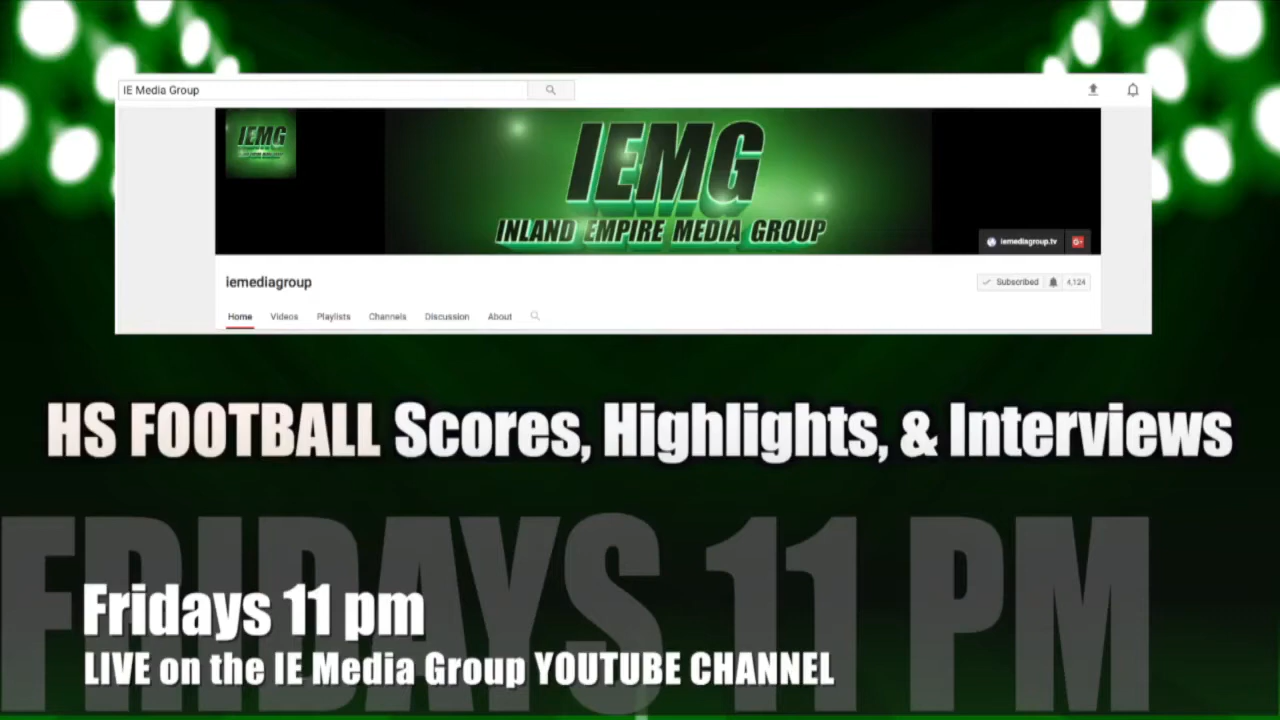 IE Media Group
IEMG
IEMG
INLAND EMPIRE MEDIA GROUP
iemediagroup.tv
G+
iemediagroup
Subscribed 4,124
Home Videos Playlists Channels Discussion About
HS FOOTBALL Scores, Highlights, & Interviews
FRIDAYS 11 PM
Fridays 11 pm
LIVE on the IE Media Group YOUTUBE CHANNEL